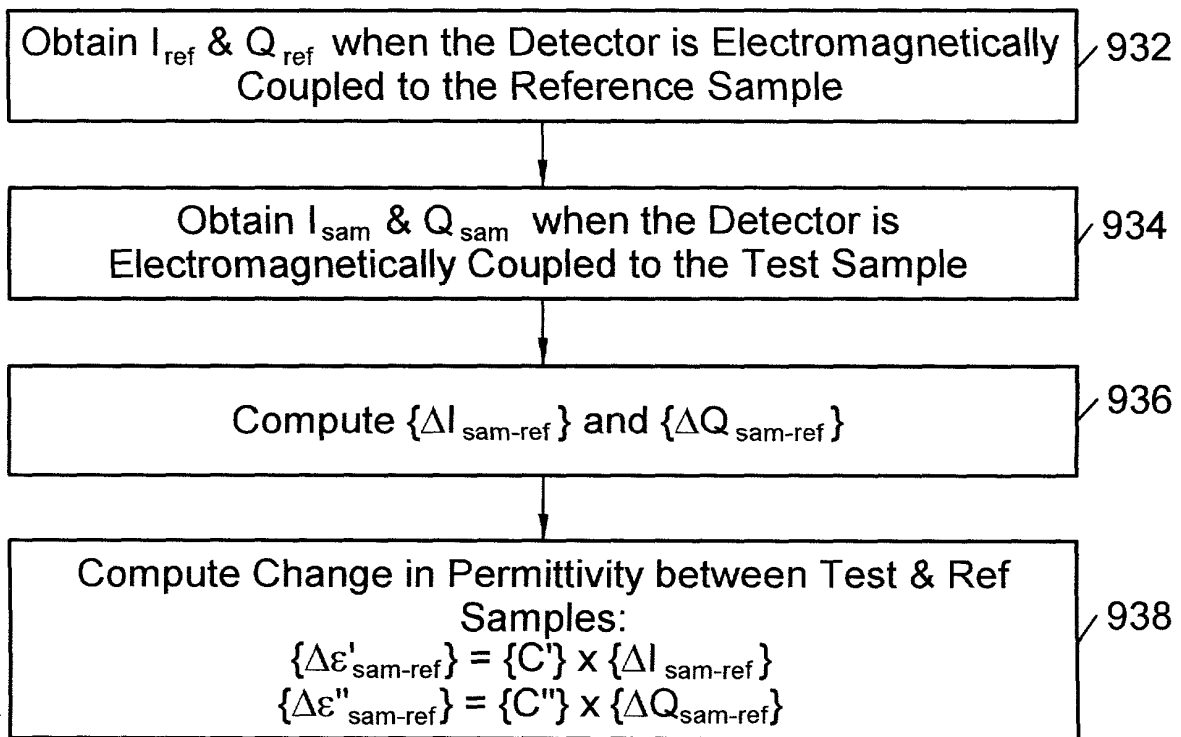 Obtain I_ref & Q_ref when the Detector is Electromagnetically
Coupled to the Reference Sample
932
Obtain I_sam & Q_sam when the Detector is
Electromagnetically Coupled to the Test Sample
934
Compute {ΔI_sam-ref} and {ΔQ_sam-ref}
936
Compute Change in Permittivity between Test & Ref
Samples:
{Δε'_sam-ref} = {C'} x {ΔI_sam-ref}
{Δε"_sam-ref} = {C"} x {ΔQ_sam-ref}
938